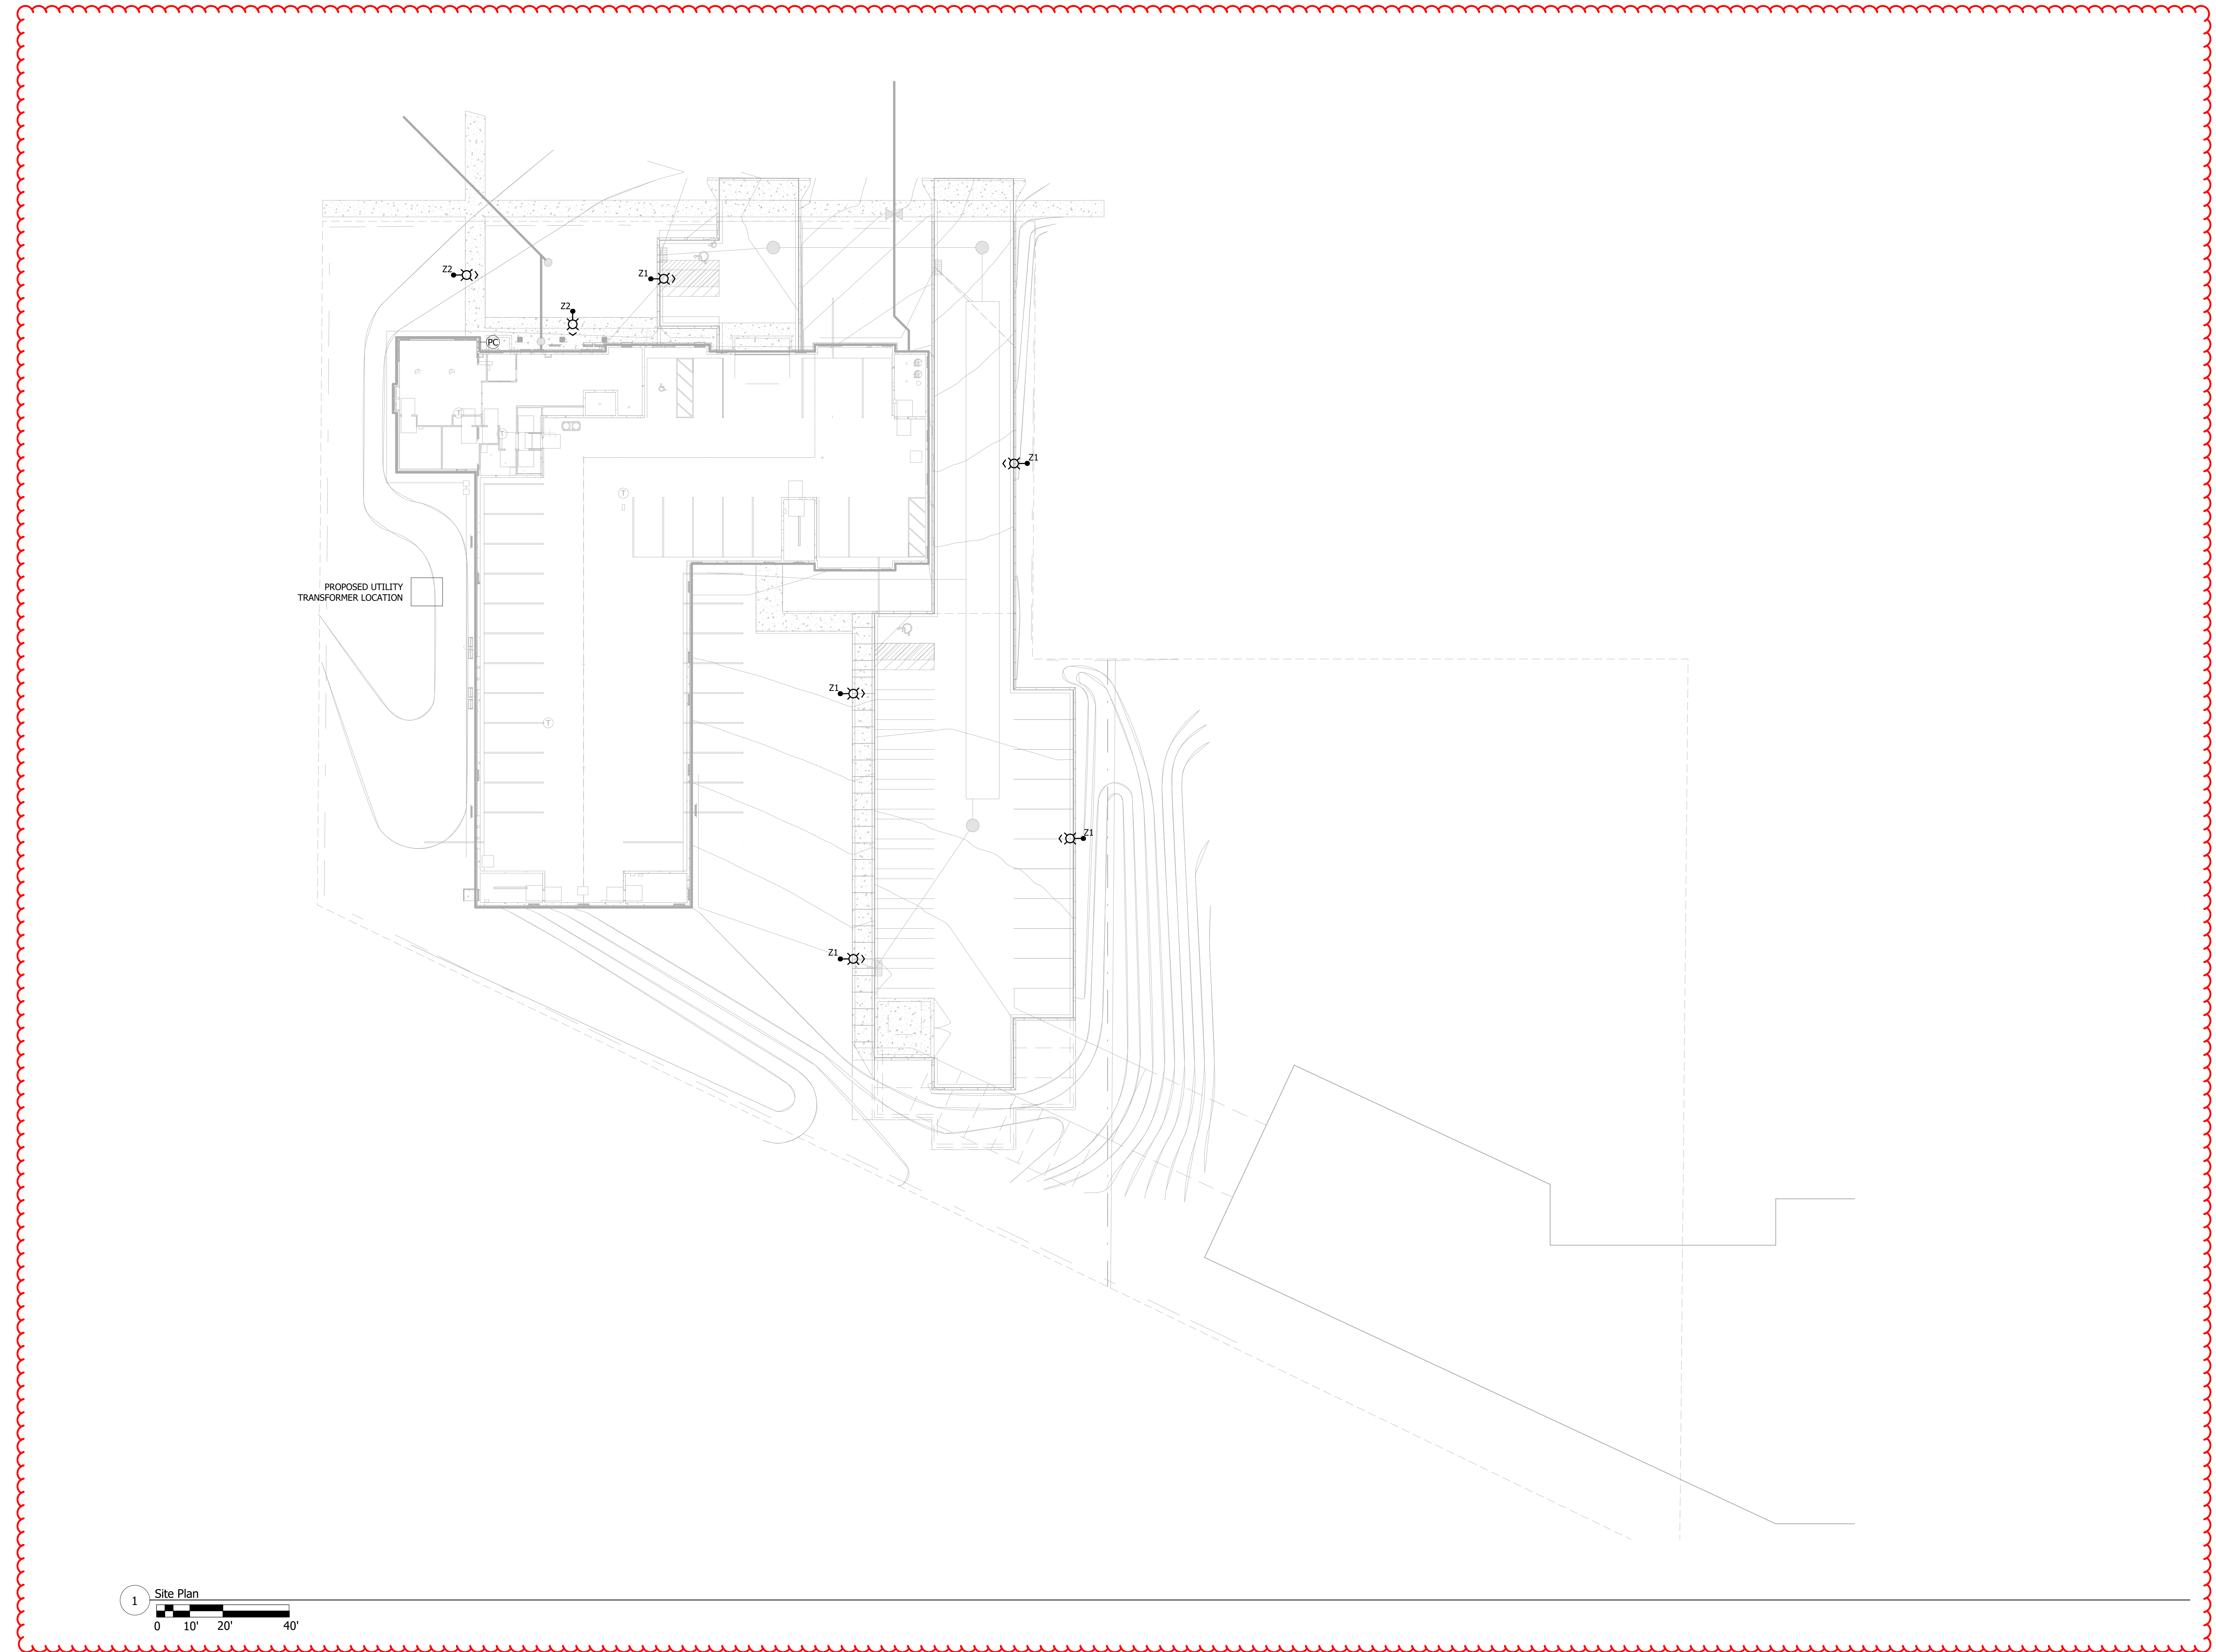 Z2
Z1
Z2
PC
T
T
Z1
T
PROPOSED UTILITY
TRANSFORMER LOCATION
Z1
T
Z1
Z1
1
Site Plan
0 10' 20' 40'